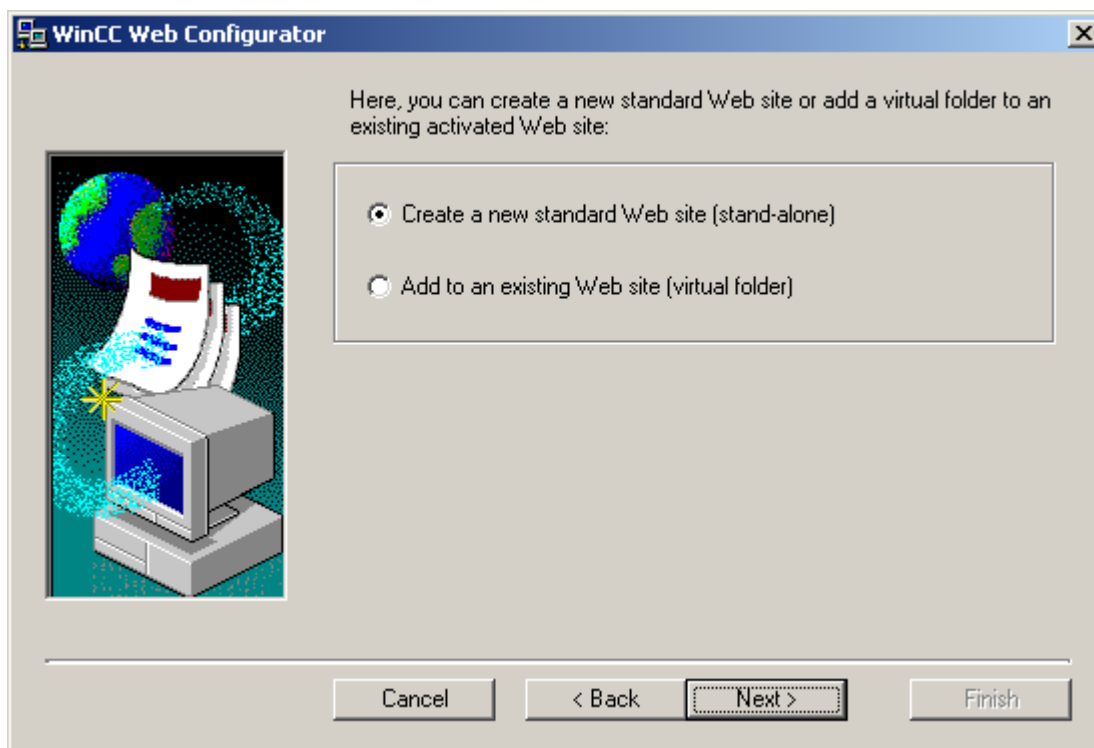 WinCC Web Configurator
Here, you can create a new standard Web site or add a virtual folder to an
existing activated Web site:
Create a new standard Web site (stand-alone)
Add to an existing Web site (virtual folder)
Cancel
< Back
Next >
Finish